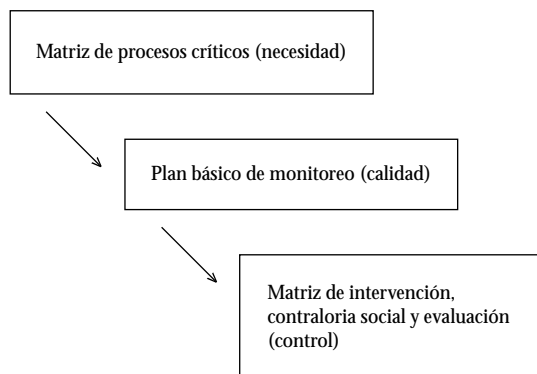 Matriz de procesos críticos (necesidad)
Plan básico de monitoreo (calidad)
Matriz de intervención,
contraloria social y evaluación
(control)